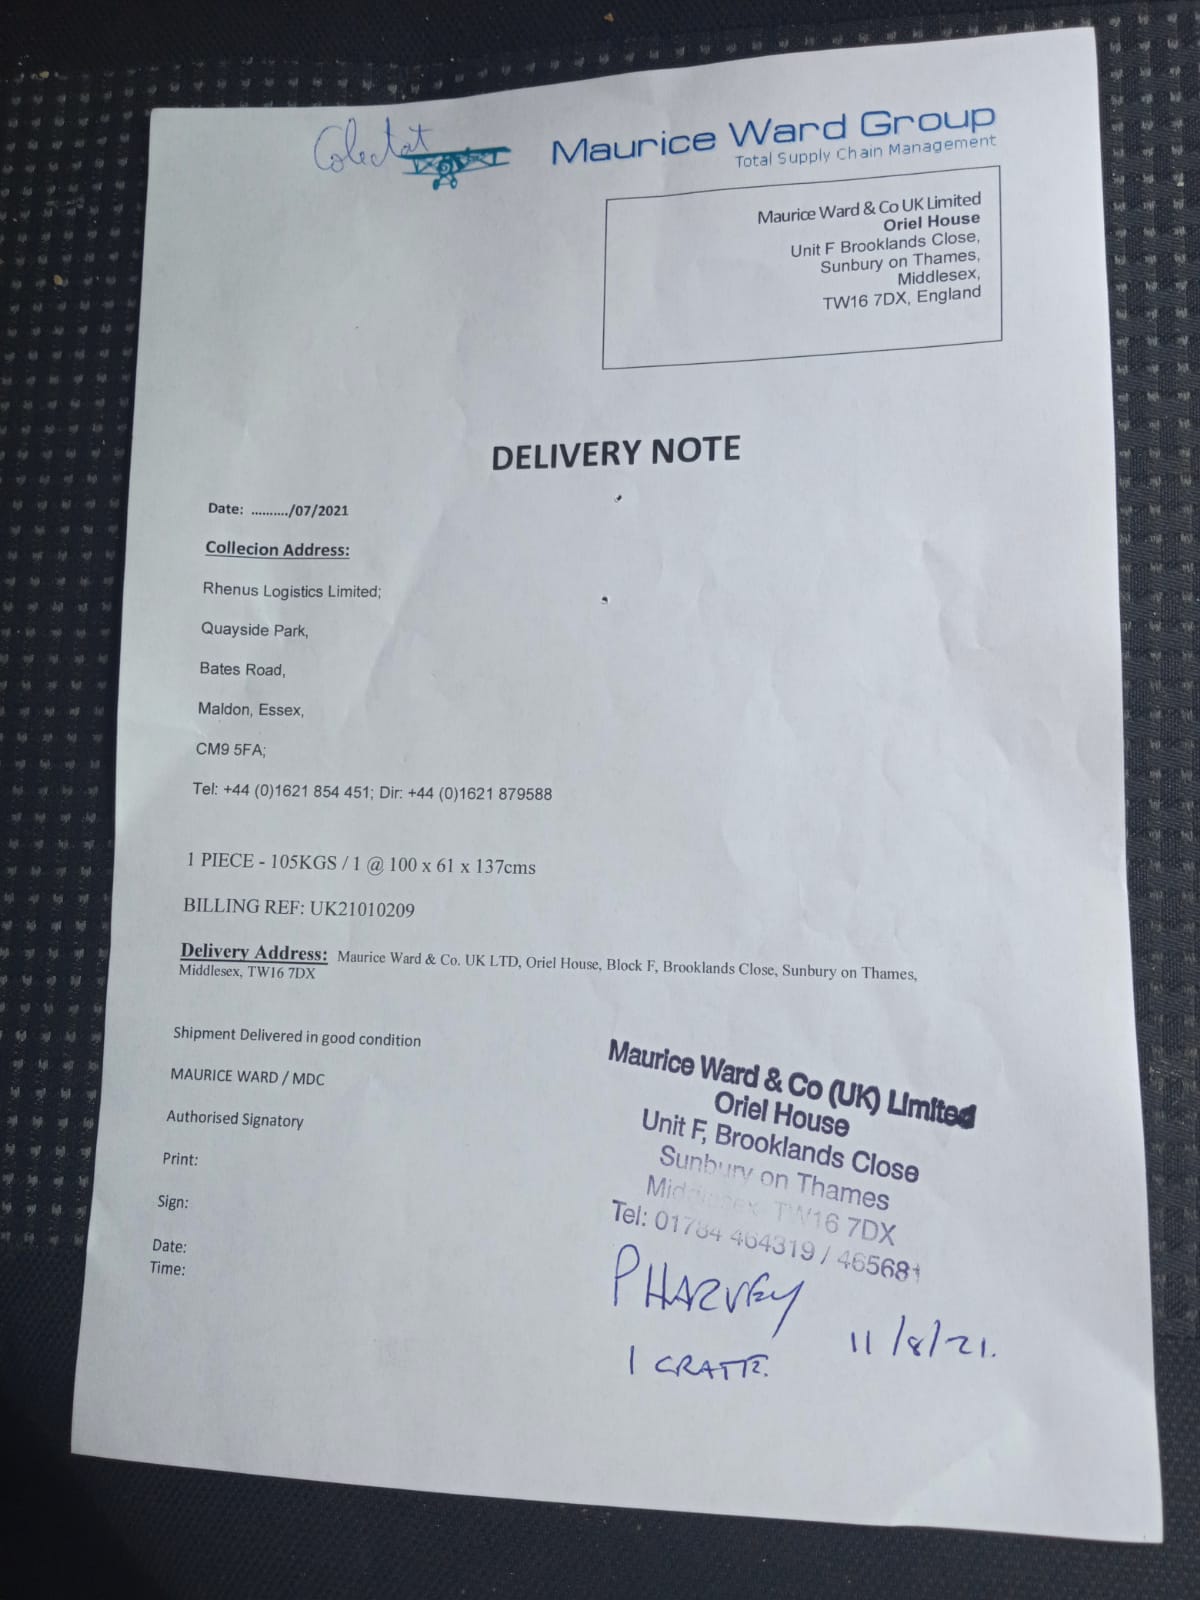 Colectat
Maurice Ward Group
Total Supply Chain Management
Maurice Ward & Co UK Limited
Oriel House
Unit F Brooklands Close,
Sunbury on Thames,
Middlesex,
TW16 7DX, England
DELIVERY NOTE
Date: ........../07/2021
Collecion Address:
Rhenus Logistics Limited;
Quayside Park,
Bates Road,
Maldon, Essex,
CM9 5FA;
Tel: +44 (0)1621 854 451; Dir: +44 (0)1621 879588
1 PIECE - 105KGS / 1 @ 100 x 61 x 137cms
BILLING REF: UK21010209
Delivery Address: Maurice Ward & Co. UK LTD, Oriel House, Block F, Brooklands Close, Sunbury on Thames,
Middlesex, TW16 7DX
Shipment Delivered in good condition
MAURICE WARD / MDC
Authorised Signatory
Print:
Sign:
Date:
Time:
Maurice Ward & Co (UK) Limited
Oriel House
Unit F, Brooklands Close
Sunbury on Thames
Middlesex TW16 7DX
Tel: 01784 464319 / 465681
PHARVEY
11/8/21.
1 CRATE.